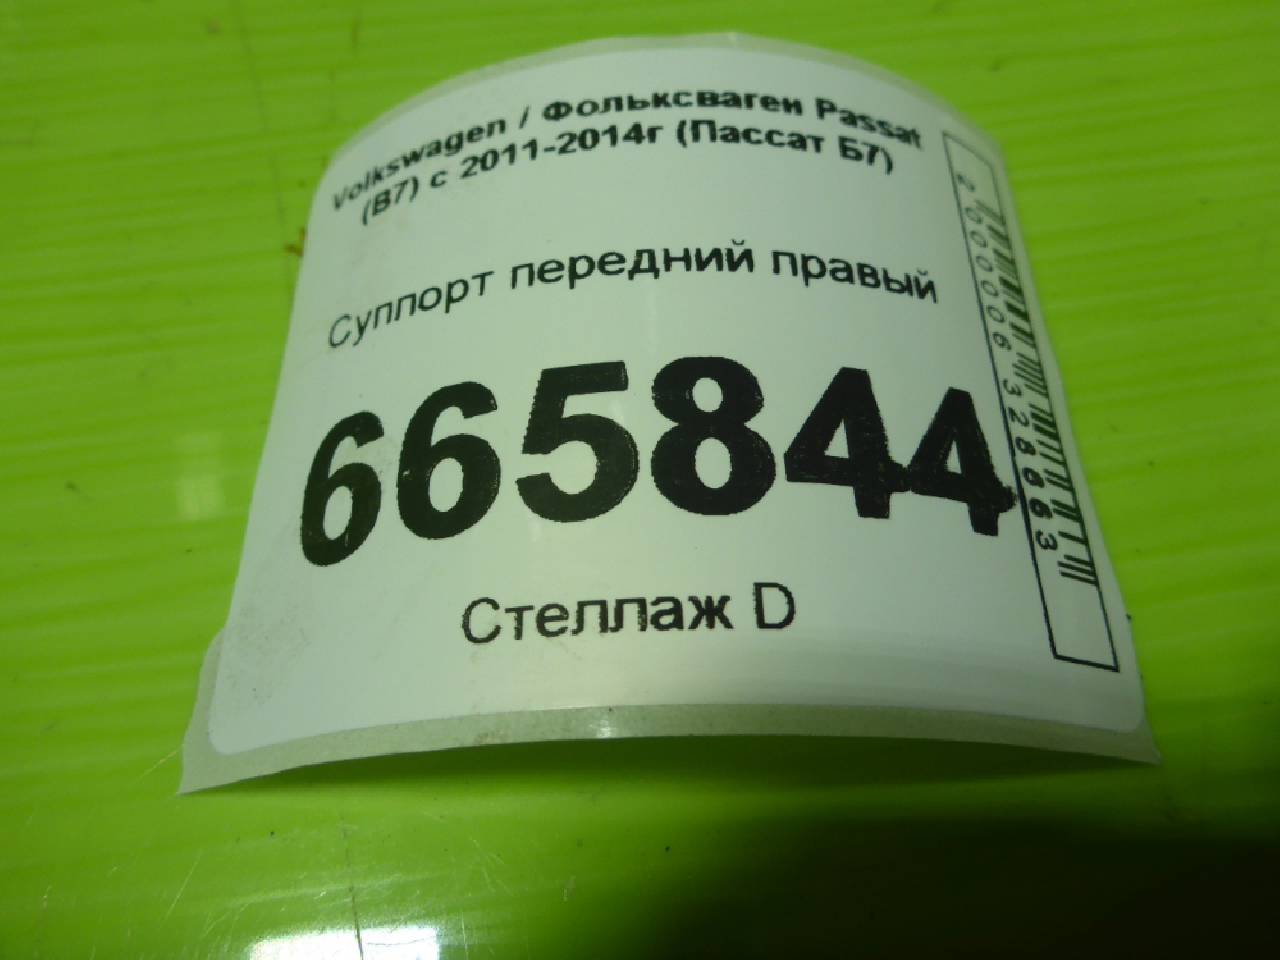 Volkswagen / Фольксваген Passat
(B7) с 2011-2014г (Пассат Б7)
Суппорт передний правый
665844
Стеллаж D
2000006328663